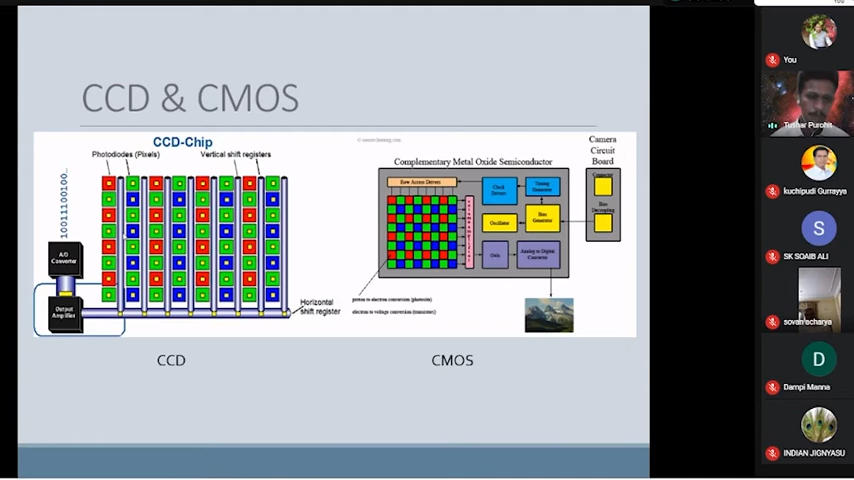 CCD & CMOS
CCD-Chip
Photodiodes (Pixels)
Vertical shift registers
10011100100..
A/D
Converter
Output
Amplifier
Horizontal
shift register
CCD
Camera
Circuit
Board
Complementary Metal Oxide Semiconductor
Row Access Drivers
Clock
Drivers
Timing
Generator
Oscillator
Bias
Generator
Gain
Analog to Digital
Converter
Connector
Bias
Decoupling
photon to electron conversion (photosite)
electron to voltage conversion (transistor)
CMOS
You
Tushar Purohit
kuchipudi Gurrayya
S
SK SOAIB ALI
sovan acharya
D
Dampi Manna
INDIAN JIGNYASU